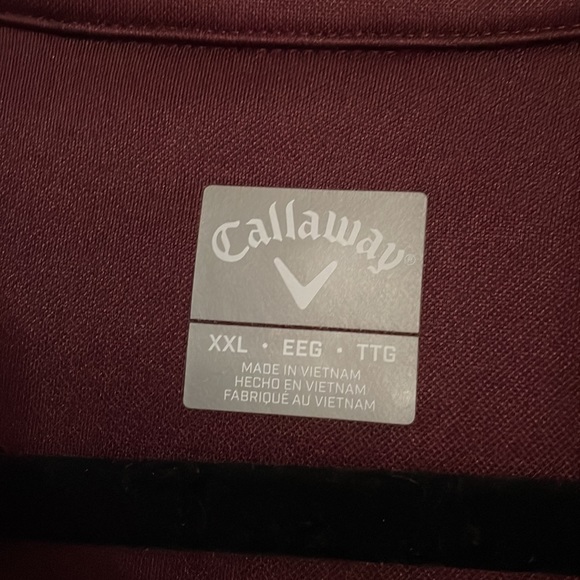 Callaway®
XXL • EEG • TTG
MADE IN VIETNAM
HECHO EN VIETNAM
FABRIQUÉ AU VIETNAM